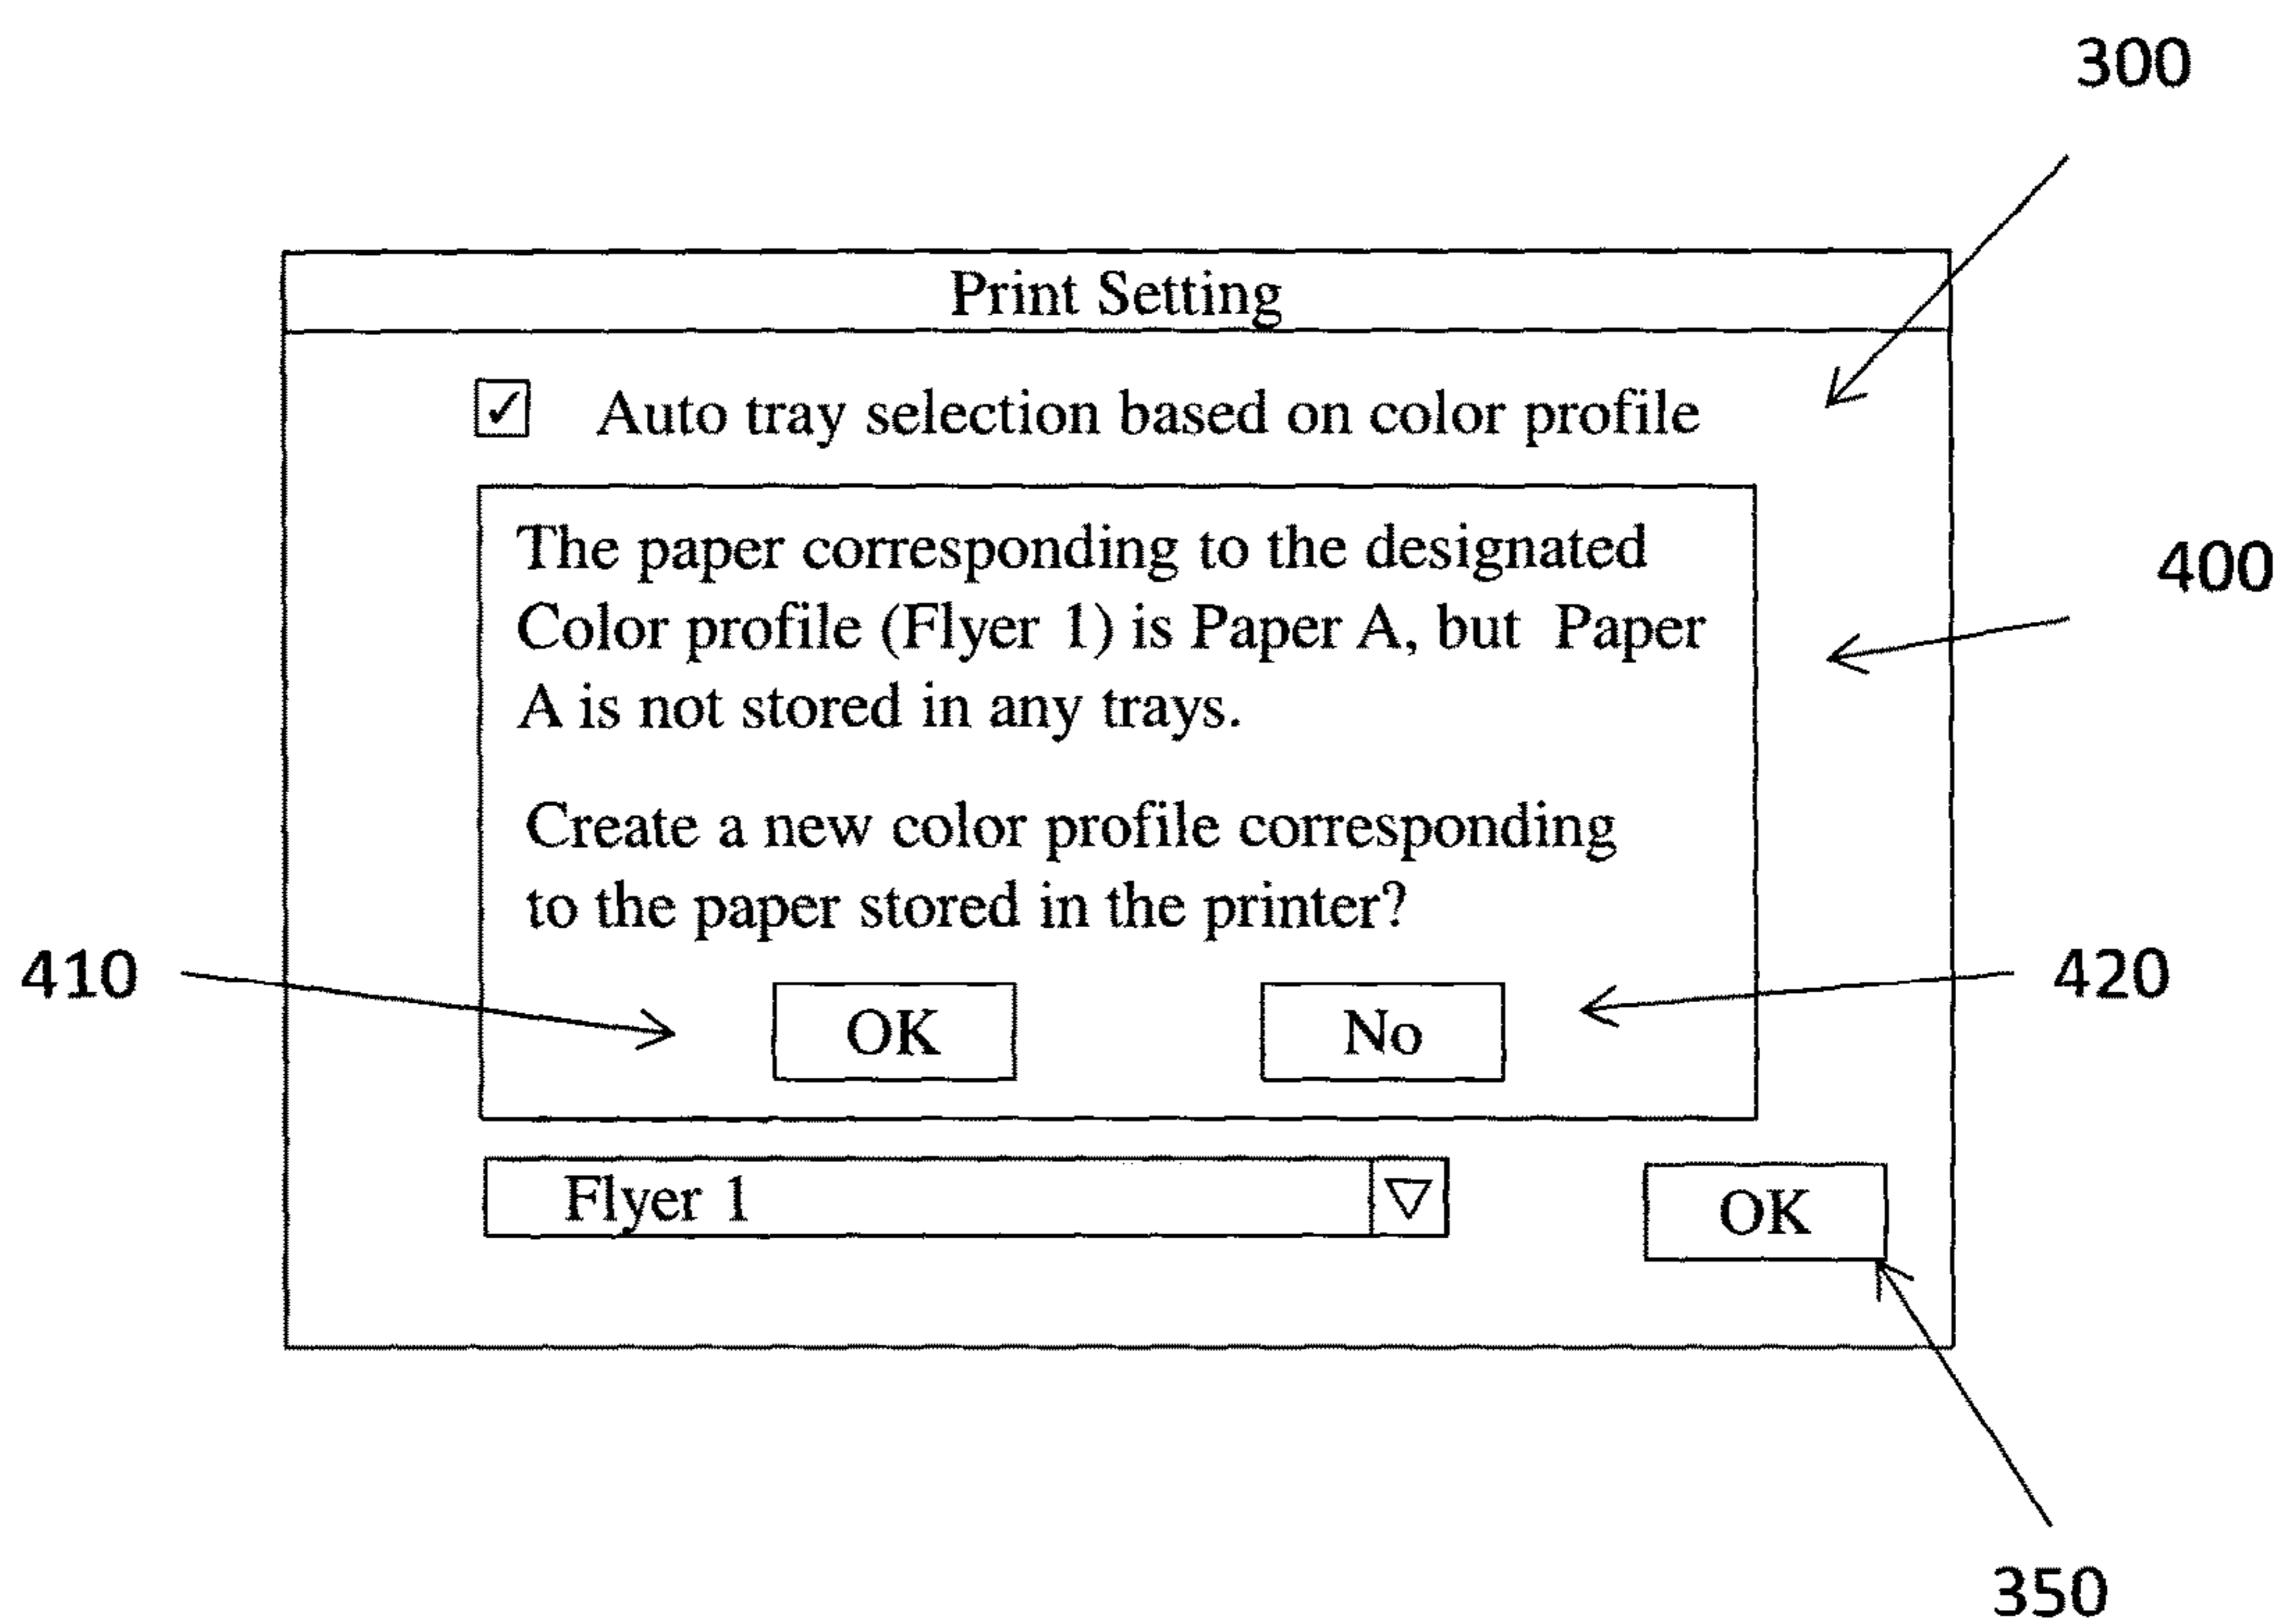 300
Print Setting
✓ Auto tray selection based on color profile
The paper corresponding to the designated
Color profile (Flyer 1) is Paper A, but Paper
A is not stored in any trays.
400
Create a new color profile corresponding
to the paper stored in the printer?
410
OK
No
420
Flyer 1
OK
350